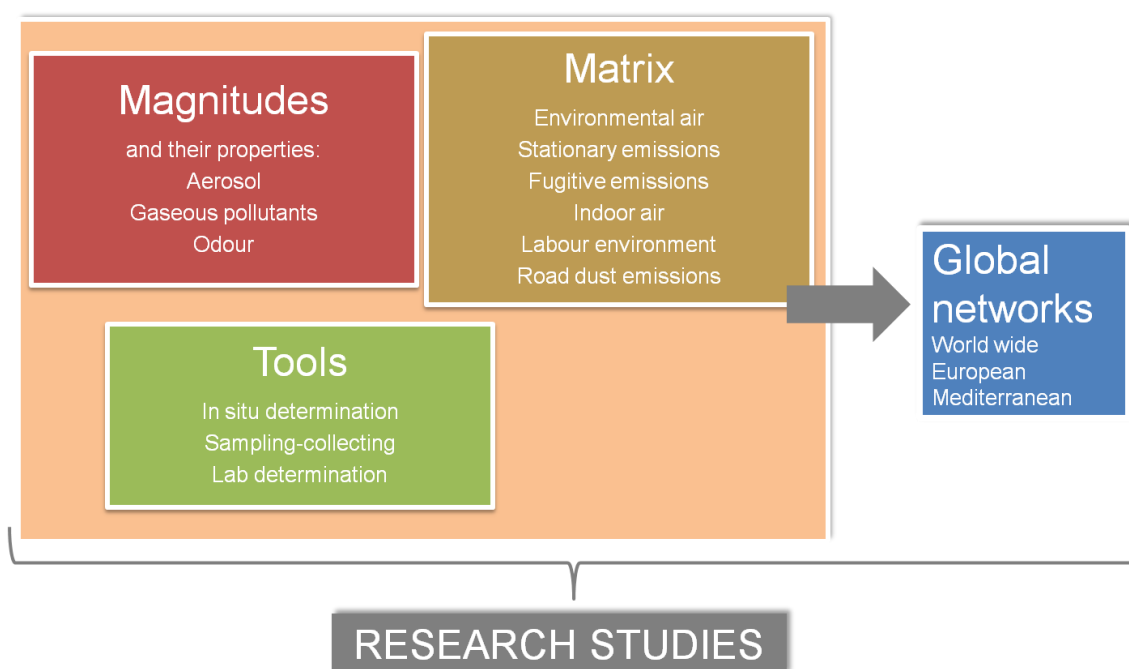 Magnitudes
and their properties:
Aerosol
Gaseous pollutants
Odour
Matrix
Environmental air
Stationary emissions
Fugitive emissions
Indoor air
Labour environment
Road dust emissions
Tools
In situ determination
Sampling-collecting
Lab determination
Global
networks
World wide
European
Mediterranean
RESEARCH STUDIES